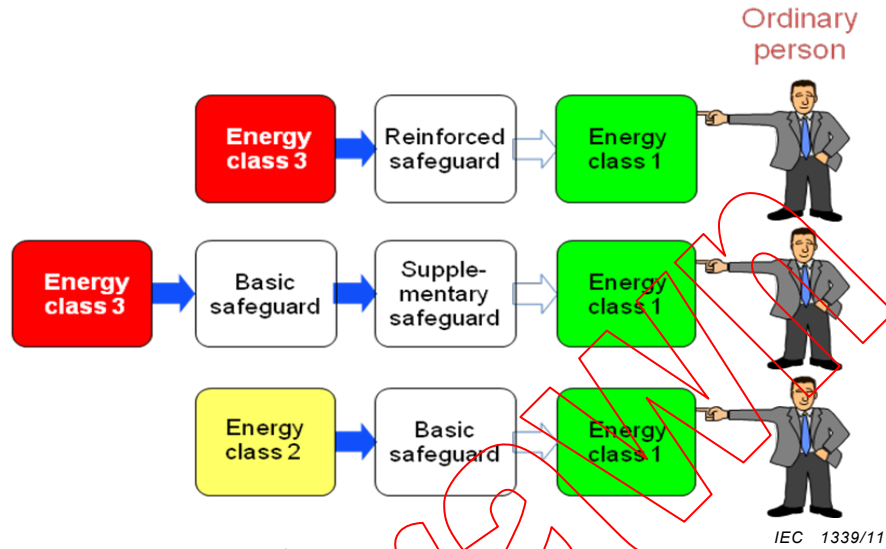 Ordinary
person
Energy
class 3
Reinforced
safeguard
Energy
class 1
Energy
class 3
Basic
safeguard
Supple-
mentary
safeguard
Energy
class 1
Energy
class 2
Basic
safeguard
Energy
class 1
IEC 1339/11